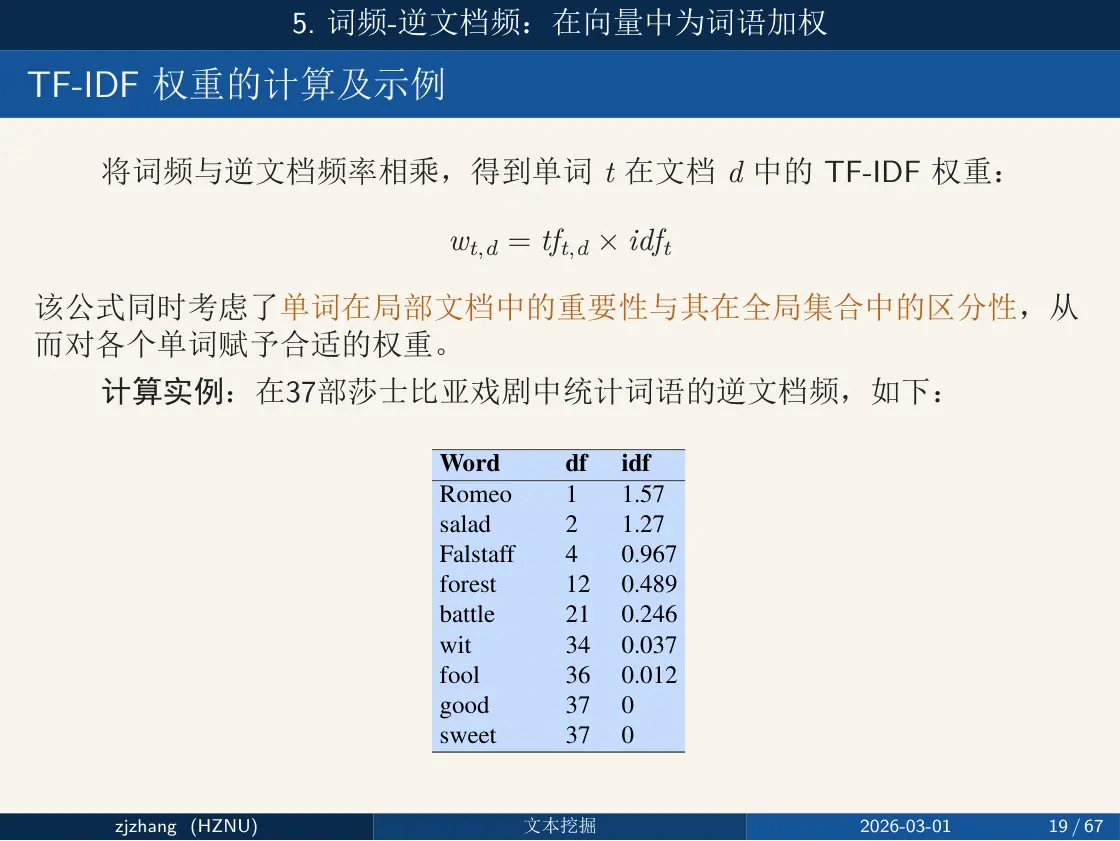 5. 词频-逆文档频：在向量中为词语加权
TF-IDF 权重的计算及示例
将词频与逆文档频率相乘，得到单词 t 在文档 d 中的 TF-IDF 权重：
w_{t,d} = tf_{t,d} × idf_t
该公式同时考虑了单词在局部文档中的重要性与其在全局集合中的区分性，从
而对各个单词赋予合适的权重。
计算实例：在37部莎士比亚戏剧中统计词语的逆文档频，如下：
Word df idf
Romeo 1 1.57
salad 2 1.27
Falstaff 4 0.967
forest 12 0.489
battle 21 0.246
wit 34 0.037
fool 36 0.012
good 37 0
sweet 37 0
zjzhang (HZNU) 文本挖掘 2026-03-01 19 / 67